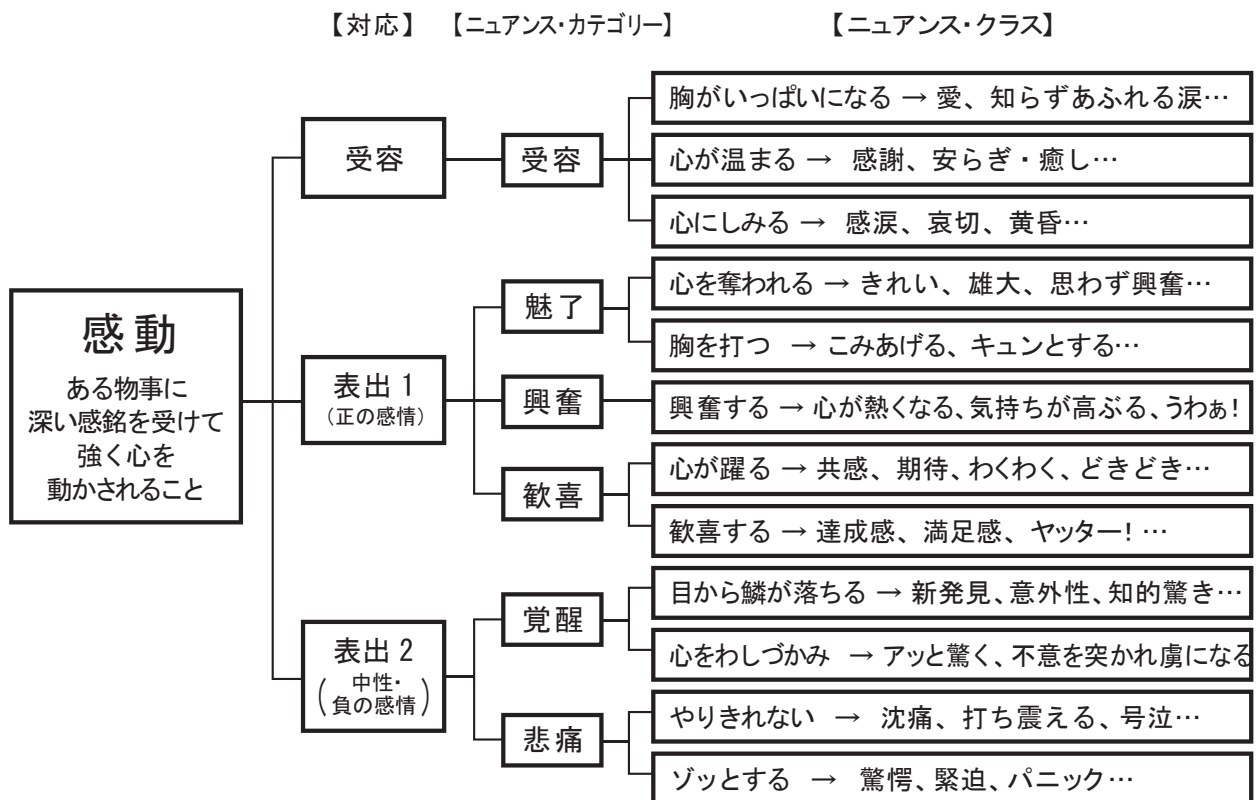 【対応】 【ニュアンス・カテゴリー】 【ニュアンス・クラス】
感動
ある物事に
深い感銘を受けて
強く心を
動かされること
受容
受容
胸がいっぱいになる → 愛、知らずあふれる涙…
心が温まる → 感謝、安らぎ・癒し…
心にしみる → 感涙、哀切、黄昏…
表出1
(正の感情)
魅了
心を奪われる → きれい、雄大、思わず興奮…
胸を打つ → こみあげる、キュンとする…
興奮
興奮する → 心が熱くなる、気持ちが高ぶる、うわぁ!
歓喜
心が躍る → 共感、期待、わくわく、どきどき…
歓喜する → 達成感、満足感、ヤッター! …
表出2
(中性・
負の感情)
覚醒
目から鱗が落ちる → 新発見、意外性、知的驚き…
心をわしづかみ → アッと驚く、不意を突かれ虜になる
悲痛
やりきれない → 沈痛、打ち震える、号泣…
ゾッとする → 驚愕、緊迫、パニック…